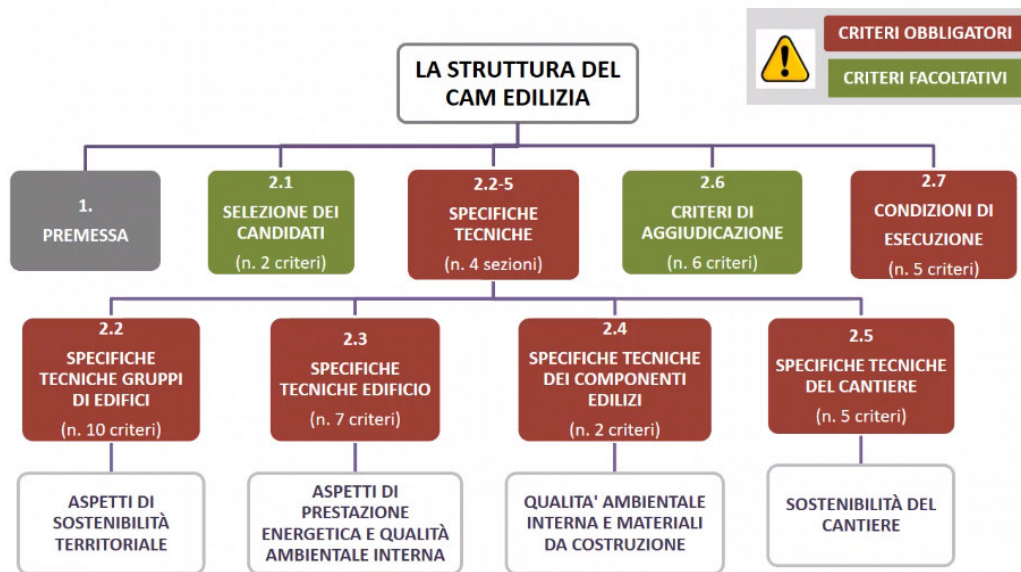 CRITERI OBBLIGATORI
CRITERI FACOLTATIVI
LA STRUTTURA DEL
CAM EDILIZIA
1.
PREMESSA
2.1
SELEZIONE DEI
CANDIDATI
(n. 2 criteri)
2.2-5
SPECIFICHE
TECNICHE
(n. 4 sezioni)
2.6
CRITERI DI
AGGIUDICAZIONE
(n. 6 criteri)
2.7
CONDIZIONI DI
ESECUZIONE
(n. 5 criteri)
2.2
SPECIFICHE
TECNICHE GRUPPI
DI EDIFICI
(n. 10 criteri)
2.3
SPECIFICHE
TECNICHE EDIFICIO
(n. 7 criteri)
2.4
SPECIFICHE TECNICHE
DEI COMPONENTI
EDILIZI
(n. 2 criteri)
2.5
SPECIFICHE TECNICHE
DEL CANTIERE
(n. 5 criteri)
ASPETTI DI
SOSTENIBILITÀ
TERRITORIALE
ASPETTI DI
PRESTAZIONE
ENERGETICA E QUALITÀ
AMBIENTALE INTERNA
QUALITA' AMBIENTALE
INTERNA E MATERIALI
DA COSTRUZIONE
SOSTENIBILITÀ DEL
CANTIERE